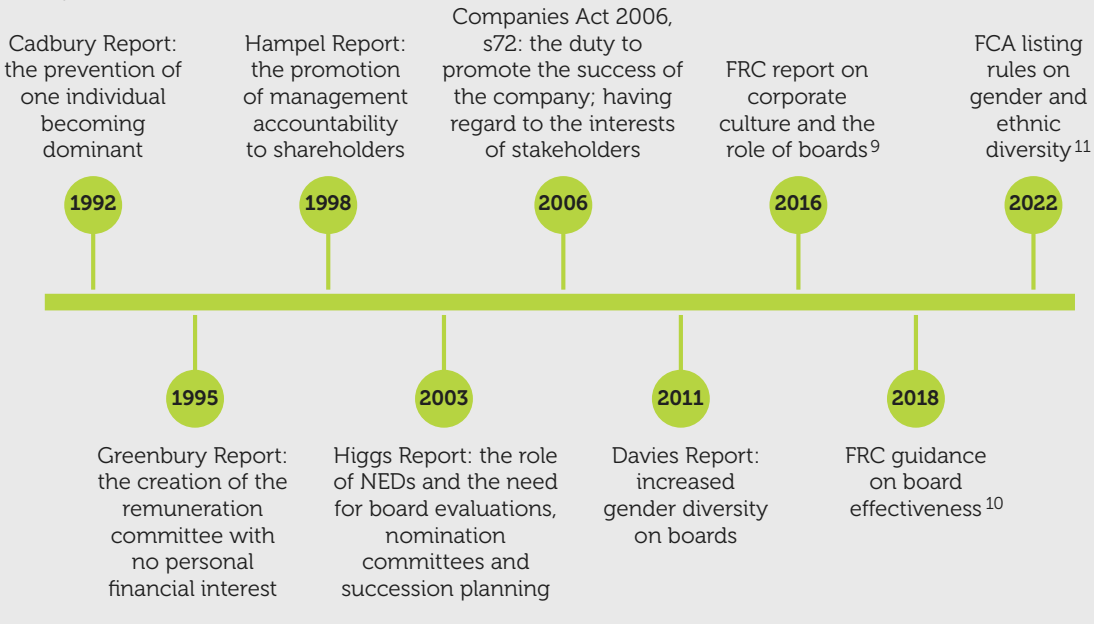 Cadbury Report:
the prevention of
one individual
becoming
dominant
1992
Greenbury Report:
the creation of the
remuneration
committee with
no personal
financial interest
1995
Hampel Report:
the promotion
of management
accountability
to shareholders
1998
Higgs Report: the role
of NEDs and the need
for board evaluations,
nomination
committees and
succession planning
2003
Companies Act 2006,
s72: the duty to
promote the success of
the company; having
regard to the interests
of stakeholders
2006
Davies Report:
increased
gender diversity
on boards
2011
FRC report on
corporate
culture and the
role of boards 9
2016
FRC guidance
on board
effectiveness 10
2018
FCA listing
rules on
gender and
ethnic
diversity 11
2022